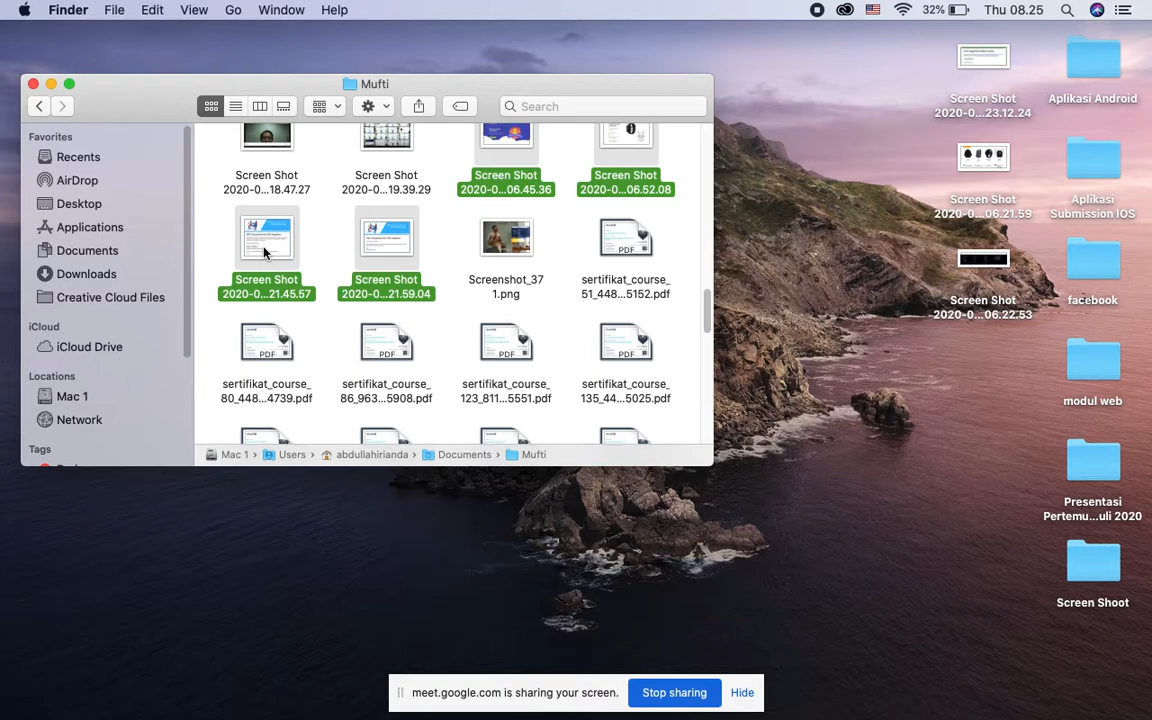 Finder File Edit View Go Window Help
32% Thu 08.25
Mufti
Search
Favorites
Recents
AirDrop
Desktop
Applications
Documents
Downloads
Creative Cloud Files
iCloud
iCloud Drive
Locations
Mac 1
Network
Tags
Screen Shot
2020-0...18.47.27
Screen Shot
2020-0...19.39.29
Screen Shot
2020-0...06.45.36
Screen Shot
2020-0...06.52.08
Screen Shot
2020-0...21.45.57
Screen Shot
2020-0...21.59.04
Screenshot_37
1.png
PDF
sertifikat_course_
51_448...5152.pdf
PDF
sertifikat_course_
80_448...4739.pdf
PDF
sertifikat_course_
86_963...5908.pdf
PDF
sertifikat_course_
123_811...5551.pdf
PDF
sertifikat_course_
135_44...5025.pdf
Mac 1 › Users › abdullahirianda › Documents › Mufti
Screen Shot
2020-0...23.12.24
Screen Shot
2020-0...06.21.59
Screen Shot
2020-0...06.22.53
Aplikasi Android
Aplikasi
Submission IOS
facebook
modul web
Presentasi
Pertemu...uli 2020
Screen Shoot
meet.google.com is sharing your screen. Stop sharing Hide